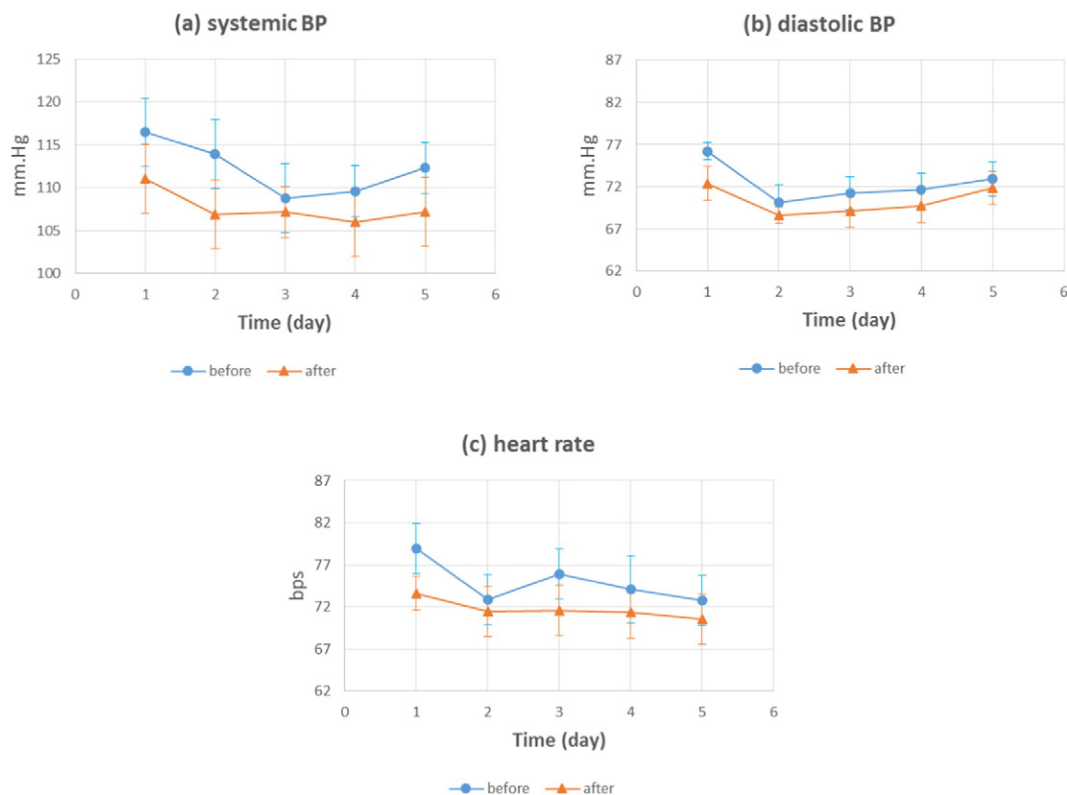 (a) systemic BP
125
120
115
110
105
100
mm.Hg
0 1 2 3 4 5 6
Time (day)
before after
(b) diastolic BP
87
82
77
72
67
62
mm.Hg
0 1 2 3 4 5 6
Time (day)
before after
(c) heart rate
87
82
77
72
67
62
bps
0 1 2 3 4 5 6
Time (day)
before after